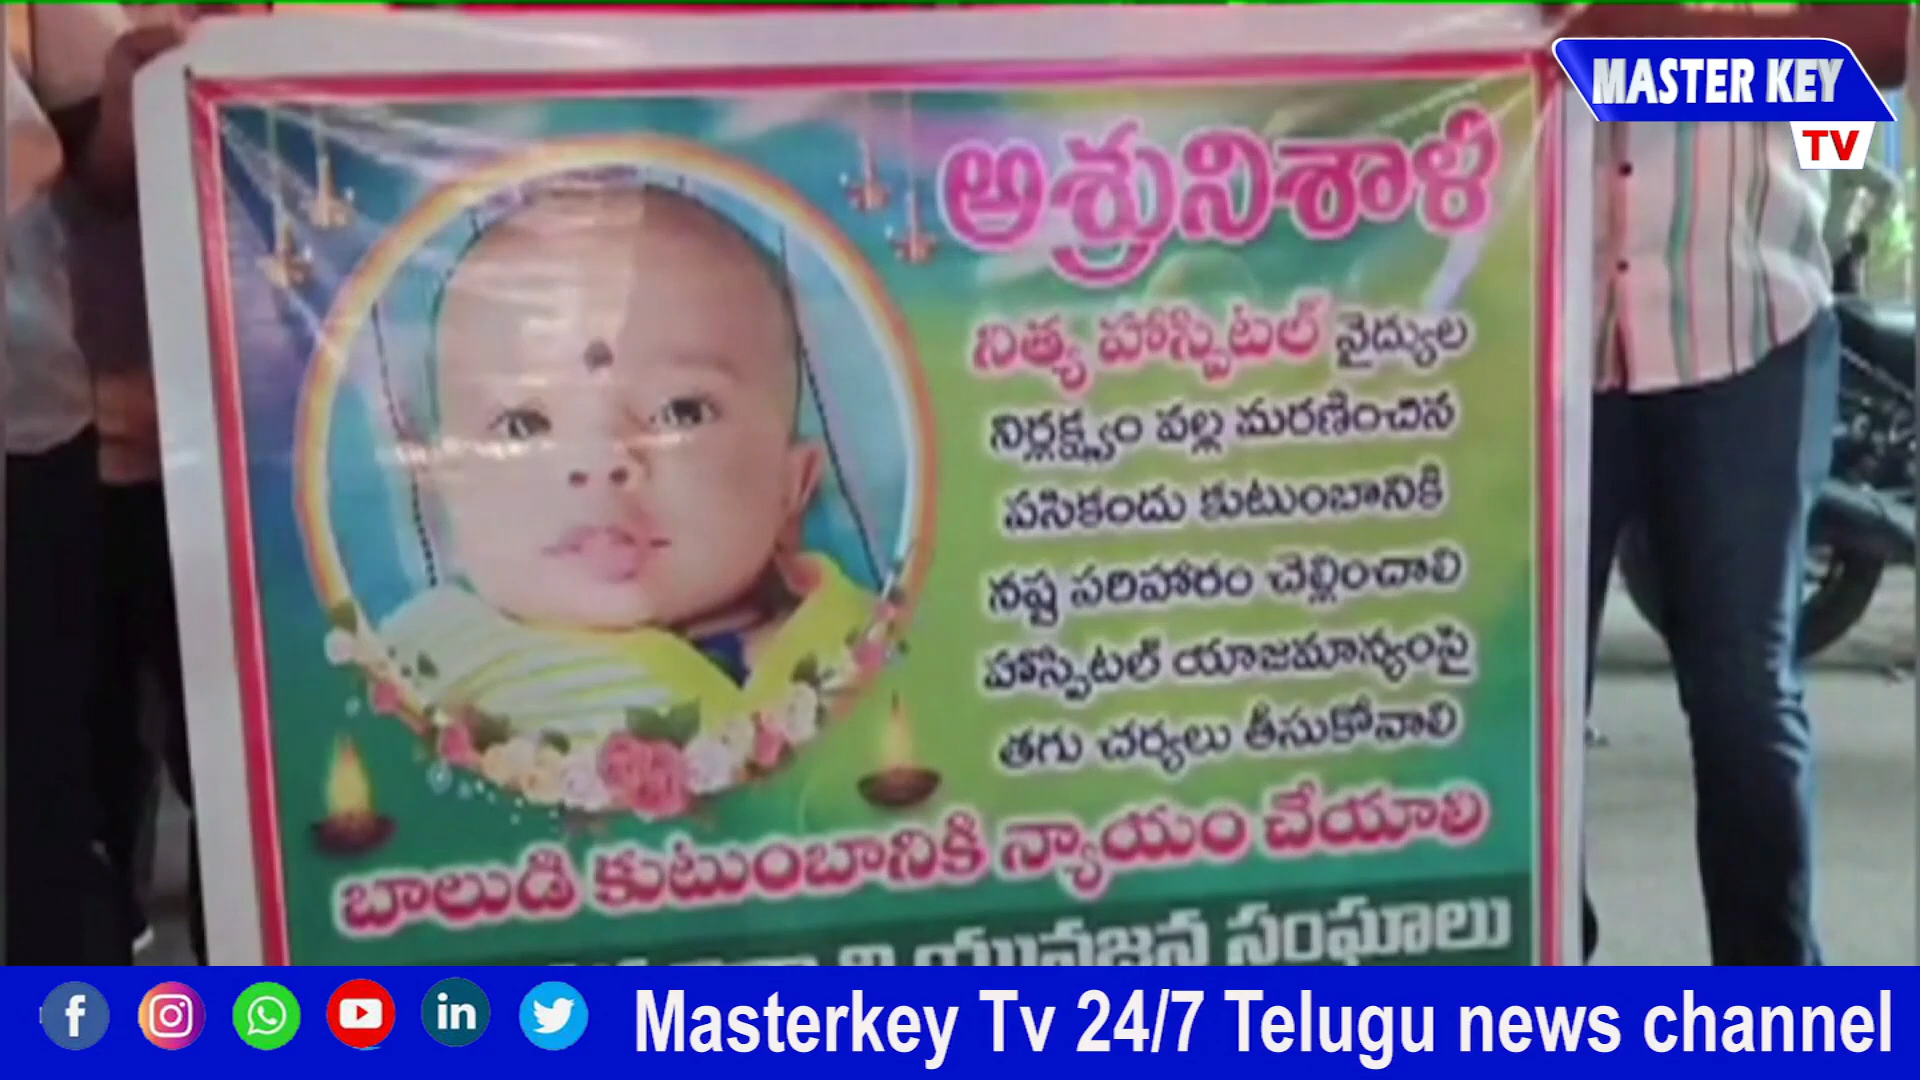 MASTER KEY
TV
అశ్రునివాళి
నిత్య హాస్పిటల్ వైద్యుల
నిర్లక్ష్యం వల్ల మరణించిన
పసికందు కుటుంబానికి
నష్ట పరిహారం చెల్లించాలి
హాస్పిటల్ యాజమాన్యంపై
తగు చర్యలు తీసుకోవాలి
బాలుడి కుటుంబానికి న్యాయం చేయాలి
యువజన సంఘాలు
Masterkey Tv 24/7 Telugu news channel